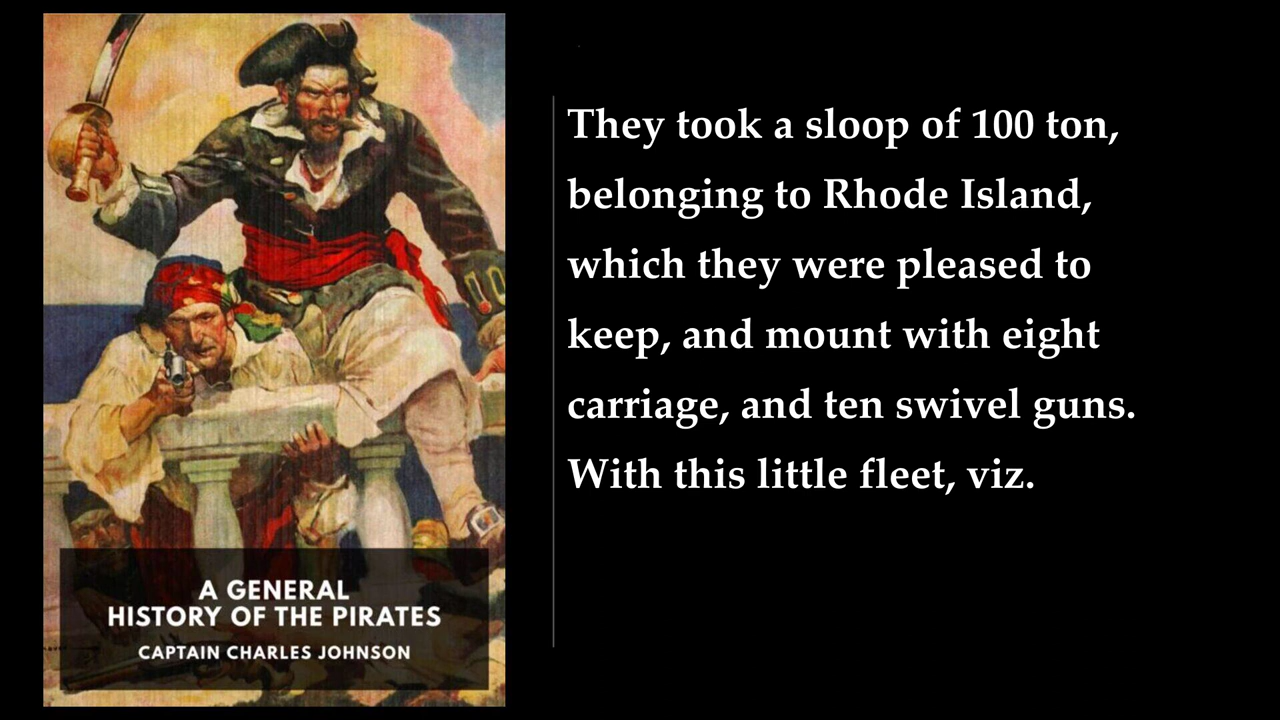 A GENERAL
HISTORY OF THE PIRATES
CAPTAIN CHARLES JOHNSON
They took a sloop of 100 ton,
belonging to Rhode Island,
which they were pleased to
keep, and mount with eight
carriage, and ten swivel guns.
With this little fleet, viz.